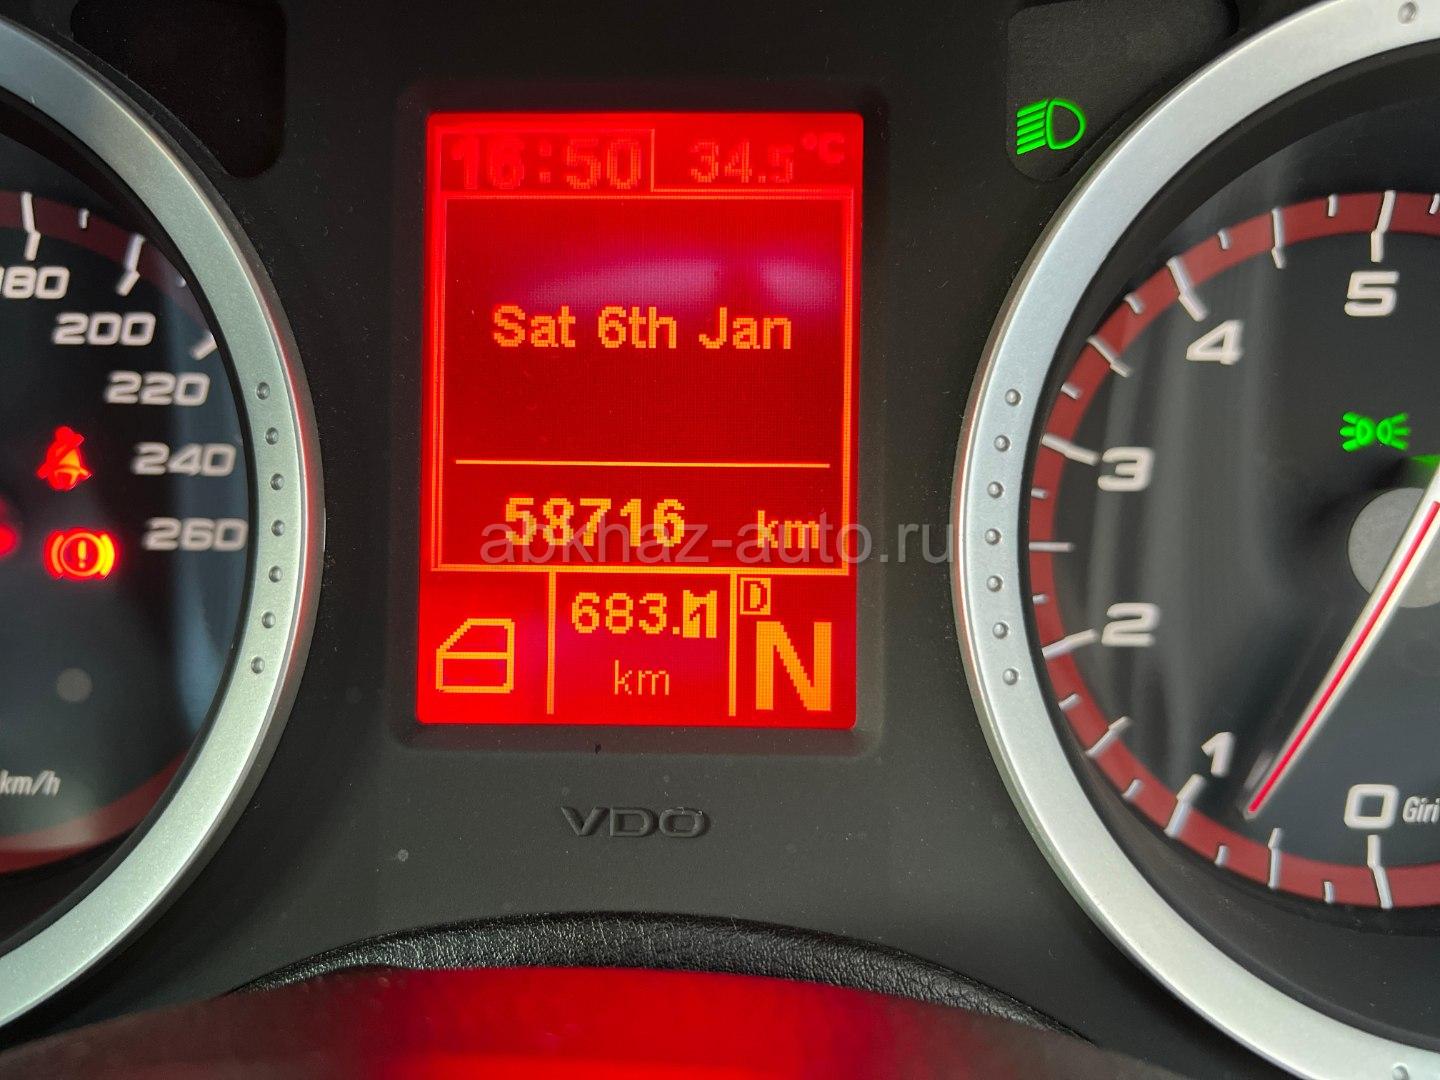 16:50 34.5°C
Sat 6th Jan
58716 km
abkhaz-auto.ru
683.
km
D
N
VDO
180
200
220
240
260
km/h
5
4
3
2
1
0
Giri